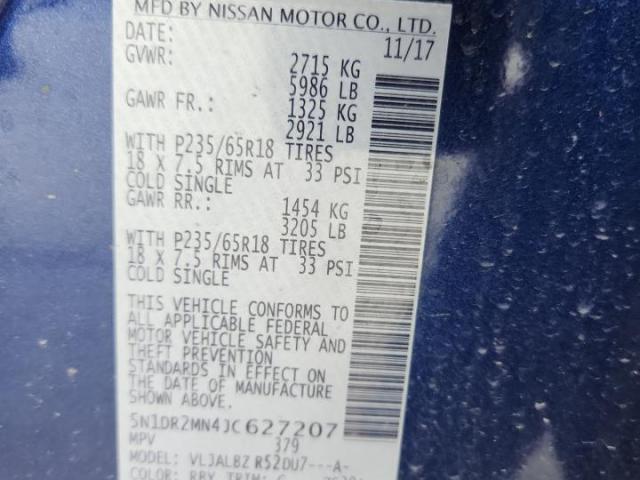 MFD BY NISSAN MOTOR CO., LTD.
DATE: 11/17
GVWR: 2715 KG
5986 LB
GAWR FR.: 1325 KG
2921 LB
WITH P235/65R18 TIRES
18 X 7.5 RIMS AT 33 PSI
COLD SINGLE
GAWR RR.: 1454 KG
3205 LB
WITH P235/65R18 TIRES
18 X 7.5 RIMS AT 33 PSI
COLD SINGLE
THIS VEHICLE CONFORMS TO
ALL APPLICABLE FEDERAL
MOTOR VEHICLE SAFETY AND
THEFT PREVENTION
STANDARDS IN EFFECT ON
THE DATE OF MANUFACTURE
SHOWN ABOVE.
5N1DR2MN4JC627207
MPV 379
MODEL: VLJALBZ R52DU7---A-
COLOR: RBY TRIM: